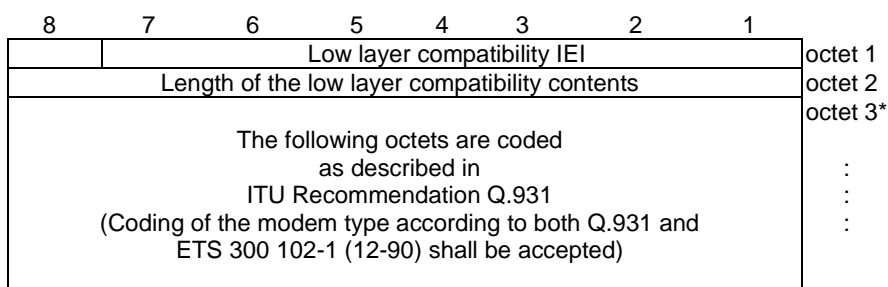 8 7 6 5 4 3 2 1
Low layer compatibility IEI octet 1
Length of the low layer compatibility contents octet 2
octet 3*
The following octets are coded
as described in :
ITU Recommendation Q.931 :
(Coding of the modem type according to both Q.931 and :
ETS 300 102-1 (12-90) shall be accepted)